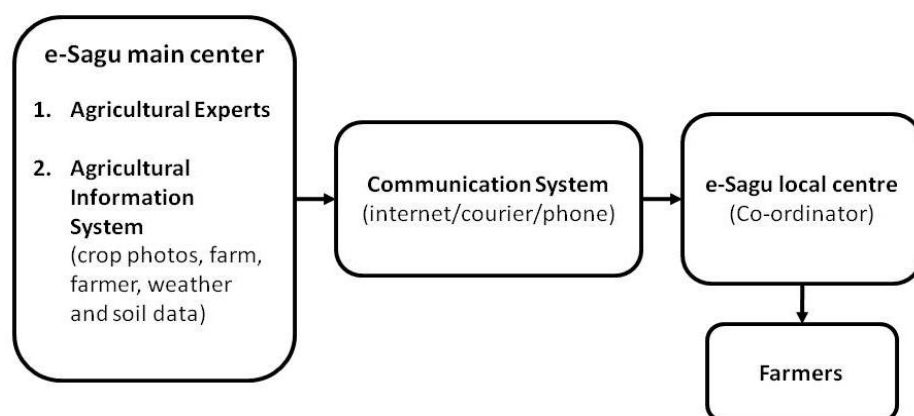 e-Sagu main center
1. Agricultural Experts
2. Agricultural
Information
System
(crop photos, farm,
farmer, weather
and soil data)
Communication System
(internet/courier/phone)
e-Sagu local centre
(Co-ordinator)
Farmers